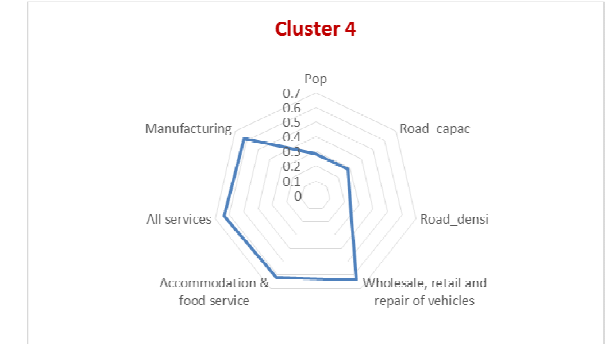 Cluster 4
Pop
0.7
0.6
0.5
0.4
0.3
0.2
0.1
0
Manufacturing
Road_capac
All services
Road_densi
Accommodation &
food service
Wholesale, retail and
repair of vehicles